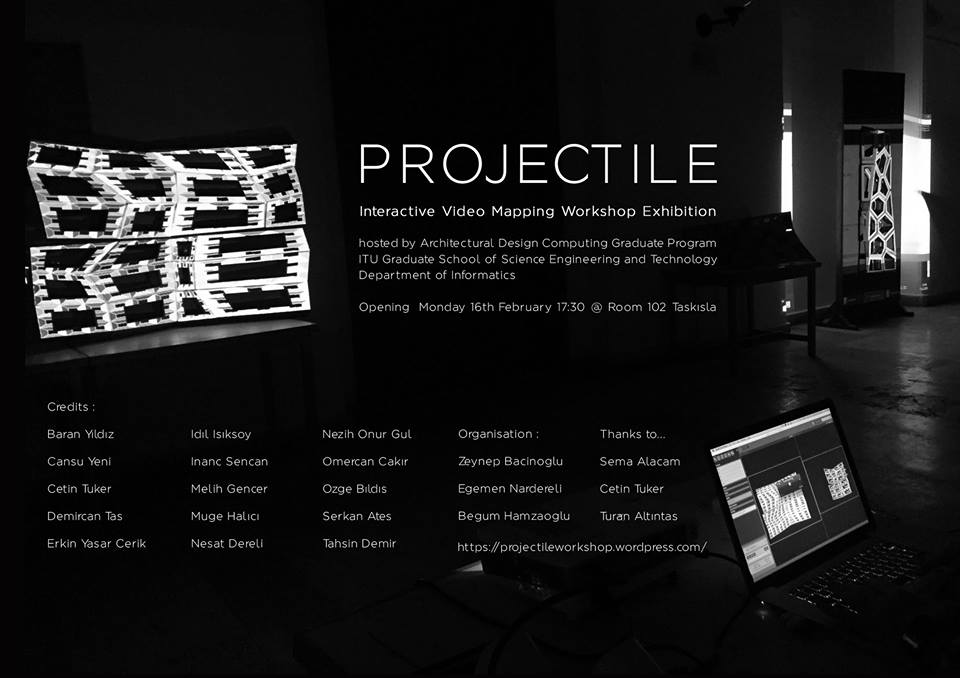 PROJECTILE
Interactive Video Mapping Workshop Exhibition
hosted by Architectural Design Computing Graduate Program
ITU Graduate School of Science Engineering and Technology
Department of Informatics
Opening Monday 16th February 17:30 @ Room 102 Taskısla
Credits :
Baran Yıldız
Cansu Yeni
Cetin Tuker
Demircan Tas
Erkin Yasar Cerik
Idıl Isıksoy
Inanc Sencan
Melih Gencer
Muge Halıcı
Nesat Dereli
Nezih Onur Gul
Omercan Cakır
Ozge Bıldıs
Serkan Ates
Tahsin Demir
Organisation :
Zeynep Bacinoglu
Egemen Nardereli
Begum Hamzaoglu
Thanks to...
Sema Alacam
Cetin Tuker
Turan Altıntas
https://projectileworkshop.wordpress.com/